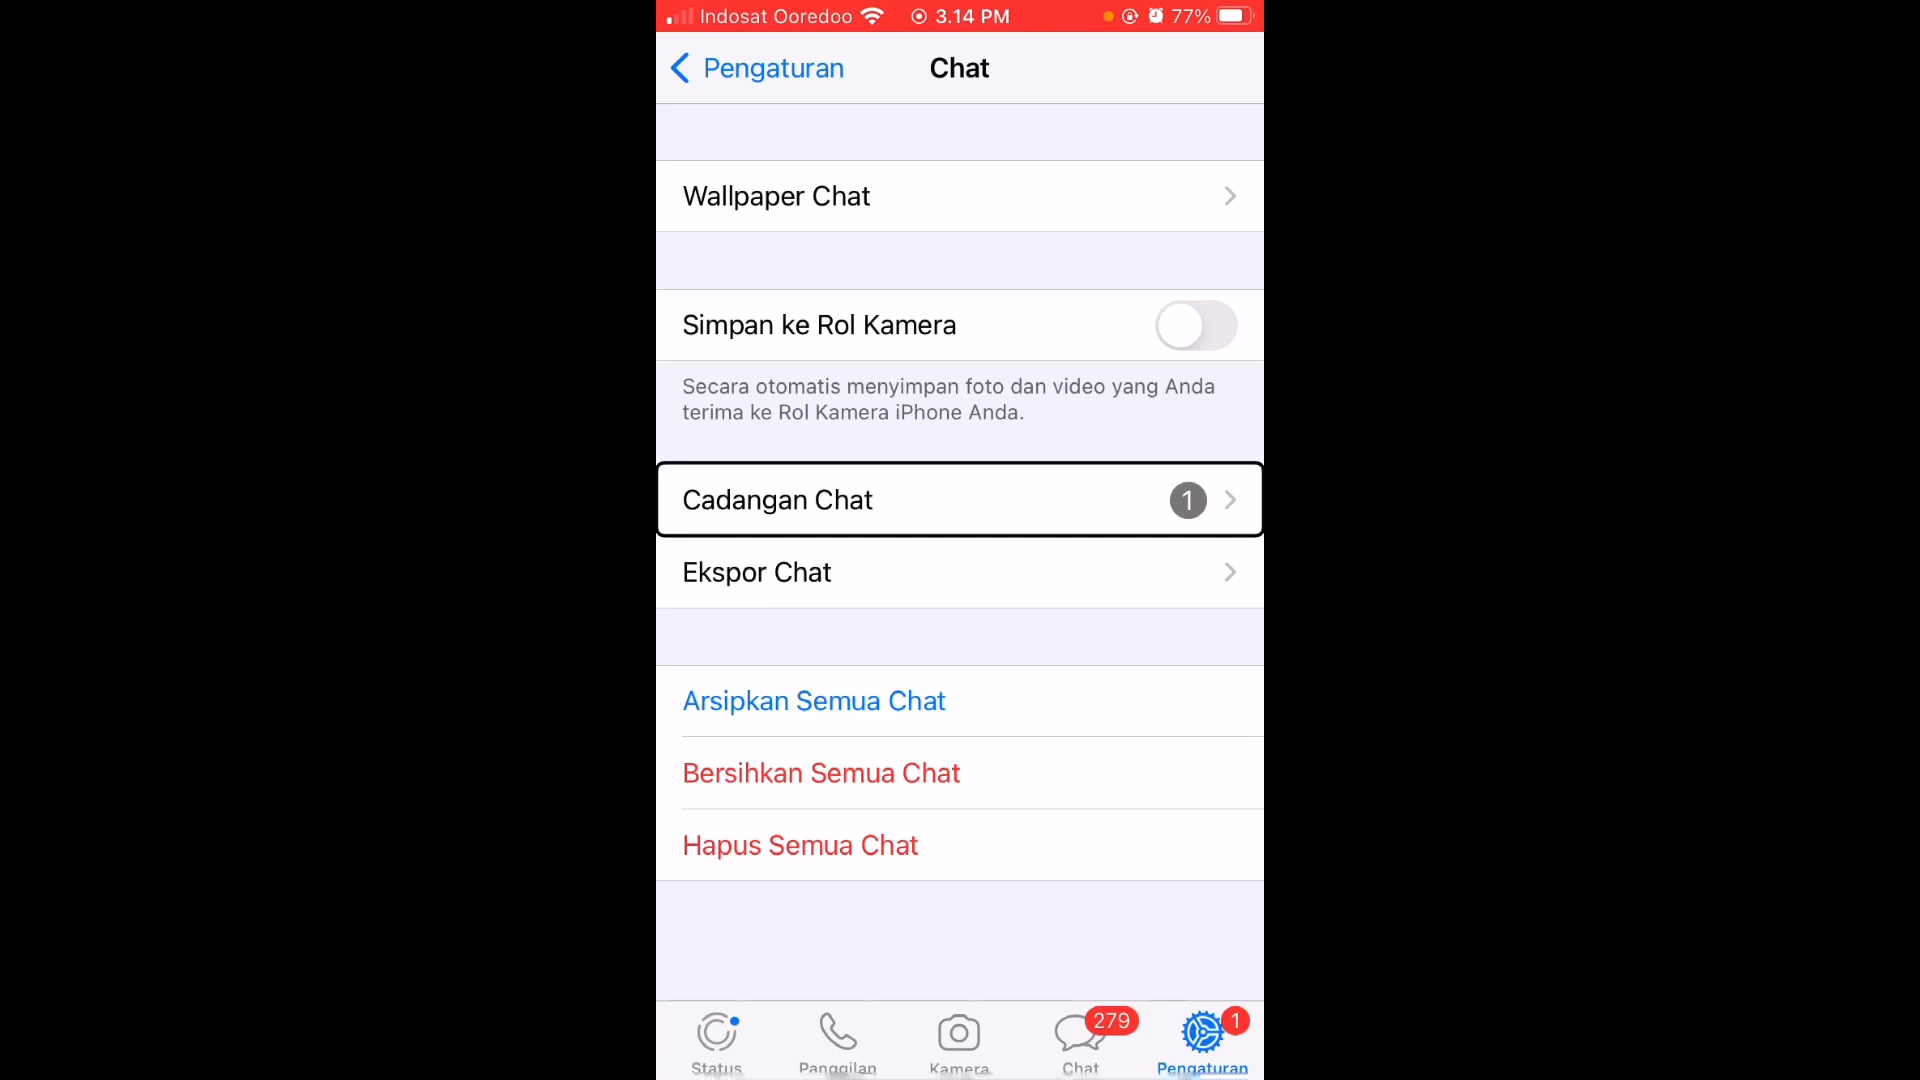 Indosat Ooredoo 3.14 PM 77%
Pengaturan Chat
Wallpaper Chat
Simpan ke Rol Kamera
Secara otomatis menyimpan foto dan video yang Anda
terima ke Rol Kamera iPhone Anda.
Cadangan Chat 1
Ekspor Chat
Arsipkan Semua Chat
Bersihkan Semua Chat
Hapus Semua Chat
279 1
Status Panggilan Kamera Chat Pengaturan